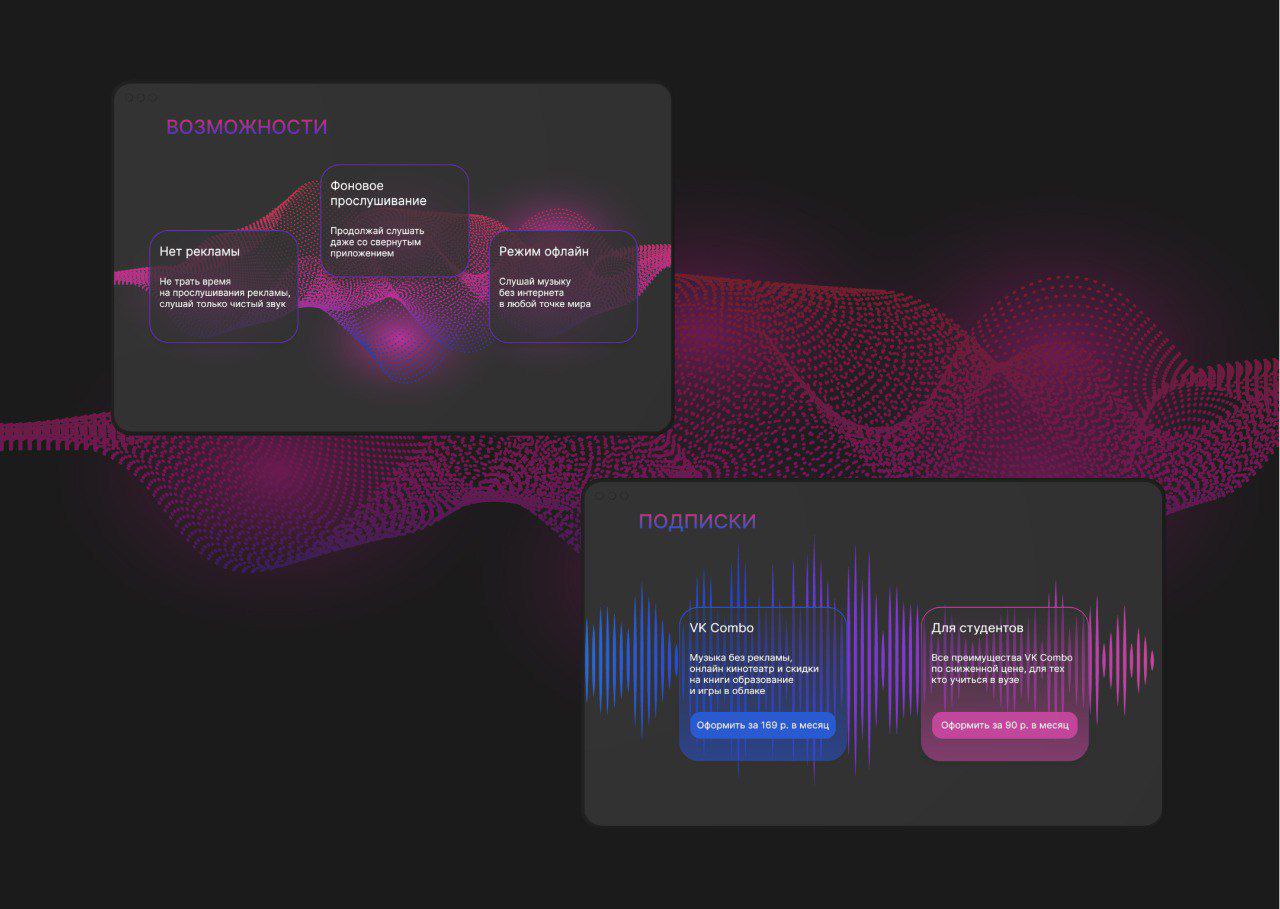 ВОЗМОЖНОСТИ
Фоновое
прослушивание
Продолжай слушать
даже со свернутым
приложением
Нет рекламы
Не трать время
на прослушивания рекламы,
слушай только чистый звук
Режим офлайн
Слушай музыку
без интернета
в любой точке мира
ПОДПИСКИ
VK Combo
Музыка без рекламы,
онлайн кинотеатр и скидки
на книги образование
и игры в облаке
Оформить за 169 р. в месяц
Для студентов
Все преимущества VK Combo
по сниженной цене, для тех
кто учиться в вузе
Оформить за 90 р. в месяц